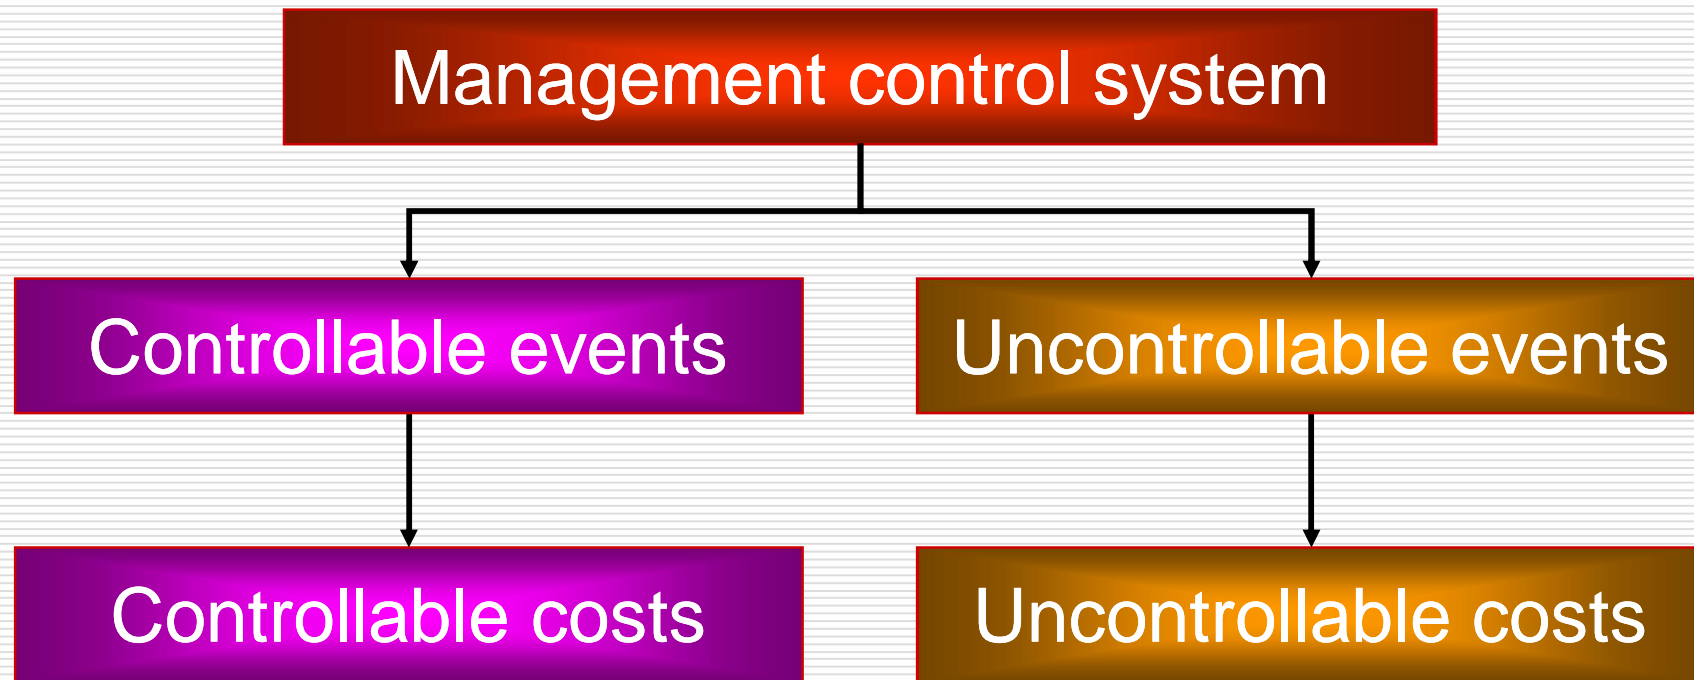 Management control system
Controllable events
Uncontrollable events
Controllable costs
Uncontrollable costs